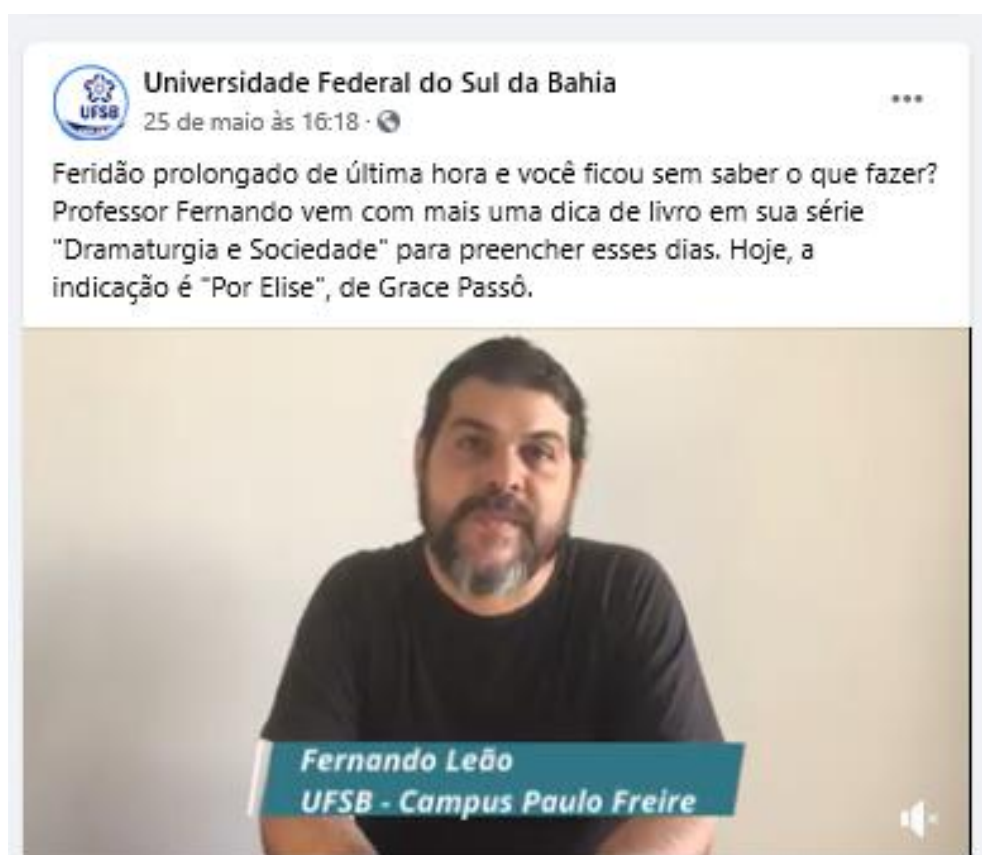 UFSB
Universidade Federal do Sul da Bahia
25 de maio às 16:18 ·
Feridão prolongado de última hora e você ficou sem saber o que fazer?
Professor Fernando vem com mais uma dica de livro em sua série
"Dramaturgia e Sociedade" para preencher esses dias. Hoje, a
indicação é "Por Elise", de Grace Passô.
Fernando Leão
UFSB - Campus Paulo Freire